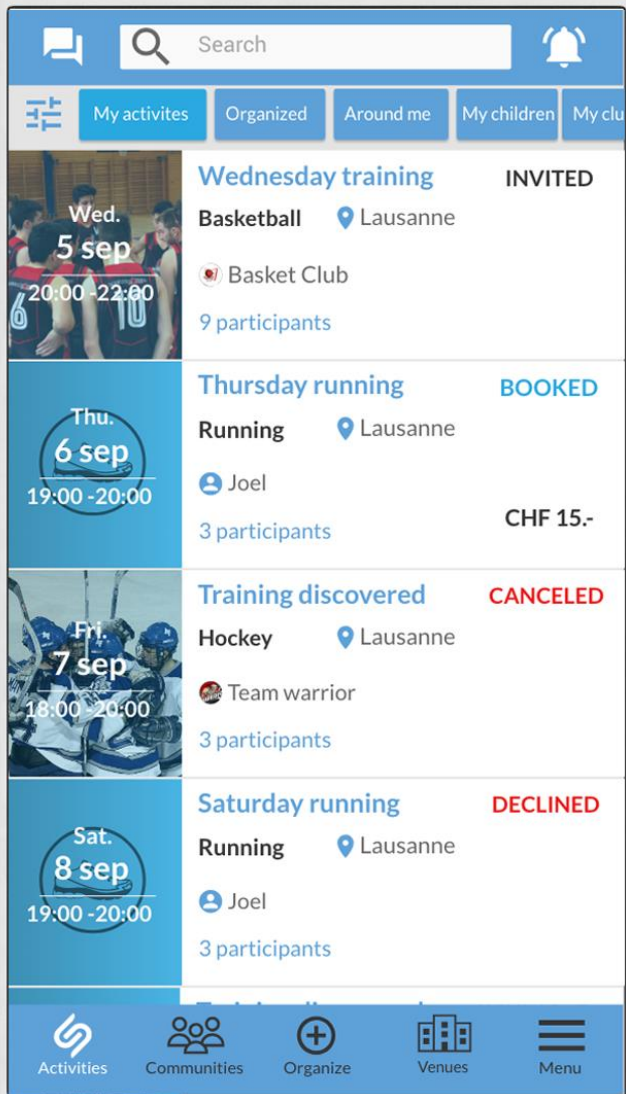 Search
My activites
Organized
Around me
My children
My clu
Wed.
5 sep
20:00 -22:00
Wednesday training
INVITED
Basketball
Lausanne
Basket Club
9 participants
6
10
Thu.
6 sep
19:00 -20:00
Thursday running
BOOKED
Running
Lausanne
Joel
3 participants
CHF 15.-
Fri.
7 sep
18:00 -20:00
Training discovered
CANCELED
Hockey
Lausanne
Team warrior
3 participants
Sat.
8 sep
19:00 -20:00
Saturday running
DECLINED
Running
Lausanne
Joel
3 participants
Activities
Communities
Organize
Venues
Menu